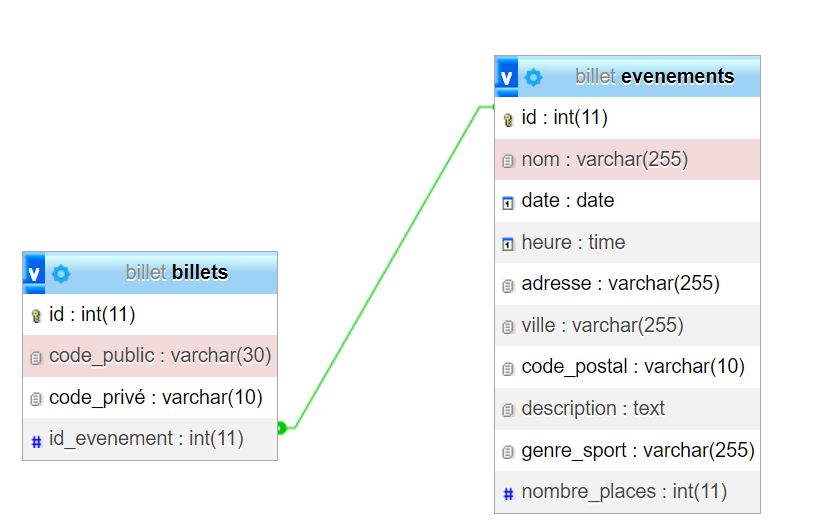 v billet billets
id : int(11)
code_public : varchar(30)
code_privé : varchar(10)
# id_evenement : int(11)
v billet evenements
id : int(11)
nom : varchar(255)
1 date : date
1 heure : time
adresse : varchar(255)
ville : varchar(255)
code_postal : varchar(10)
description : text
genre_sport : varchar(255)
# nombre_places : int(11)